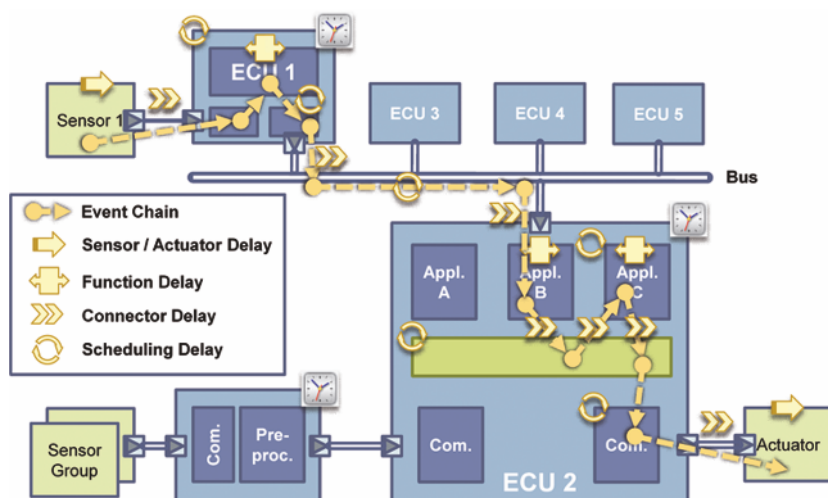 ECU 1
Sensor 1
ECU 3
ECU 4
ECU 5
Bus
Event Chain
Sensor / Actuator Delay
Function Delay
Connector Delay
Scheduling Delay
Appl.
A
Appl.
B
Appl.
C
Sensor
Group
Com.
Pre-
proc.
Com.
Com.
Actuator
ECU 2